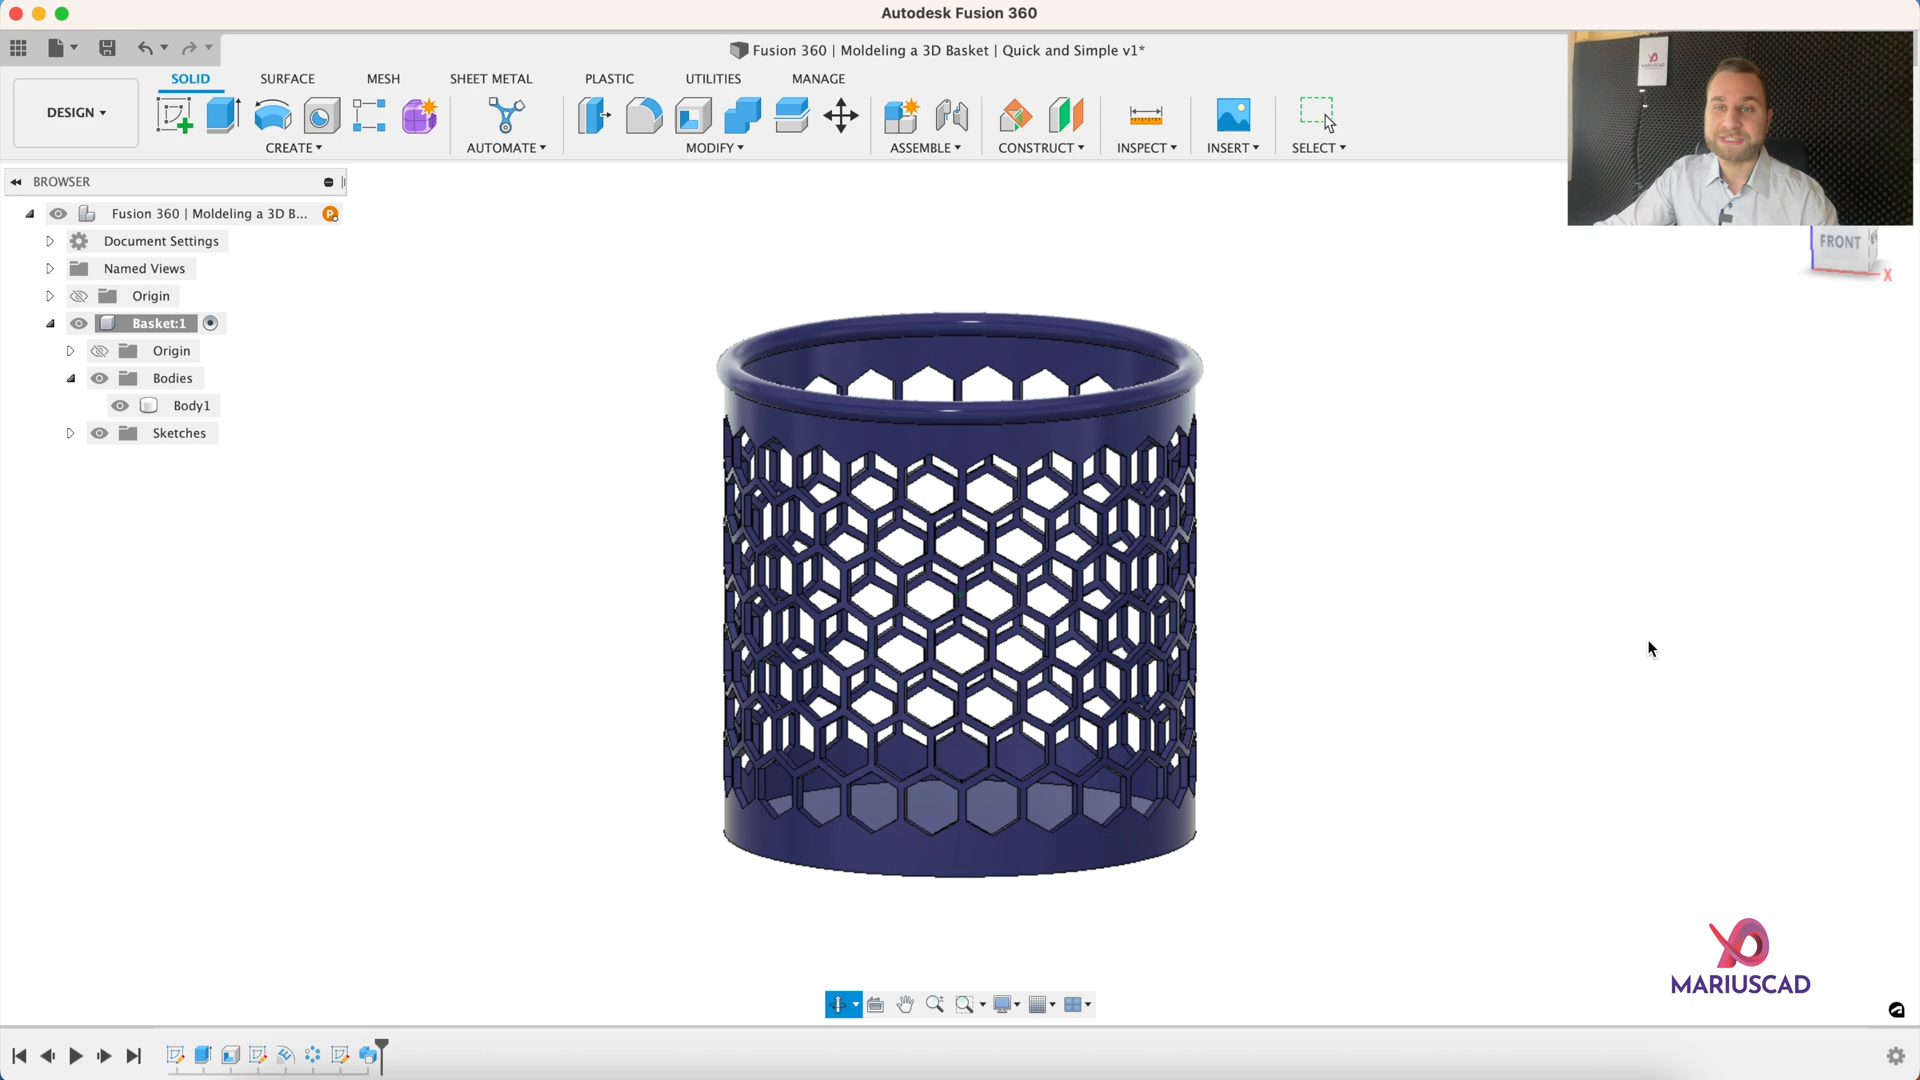 Autodesk Fusion 360
Fusion 360 | Moldeling a 3D Basket | Quick and Simple v1*
SOLID SURFACE MESH SHEET METAL PLASTIC UTILITIES MANAGE
DESIGN
CREATE AUTOMATE MODIFY ASSEMBLE CONSTRUCT INSPECT INSERT SELECT
BROWSER
Fusion 360 | Moldeling a 3D B...
P
Document Settings
Named Views
Origin
Basket:1
Origin
Bodies
Body1
Sketches
FRONT
X
MARIUSCAD